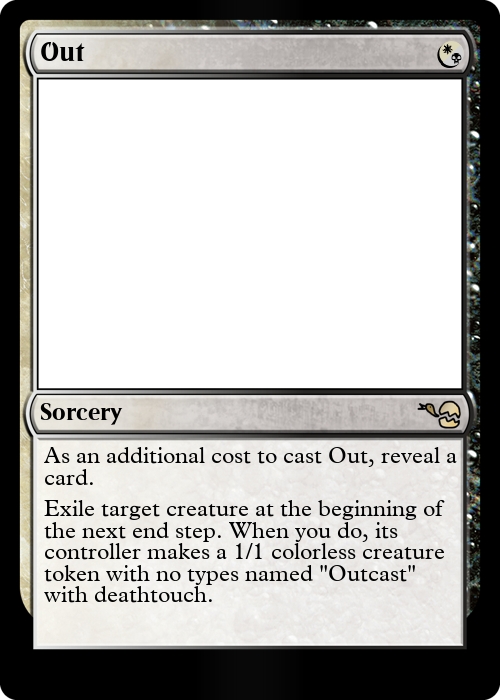 Out
Sorcery
As an additional cost to cast Out, reveal a
card.
Exile target creature at the beginning of
the next end step. When you do, its
controller makes a 1/1 colorless creature
token with no types named "Outcast"
with deathtouch.